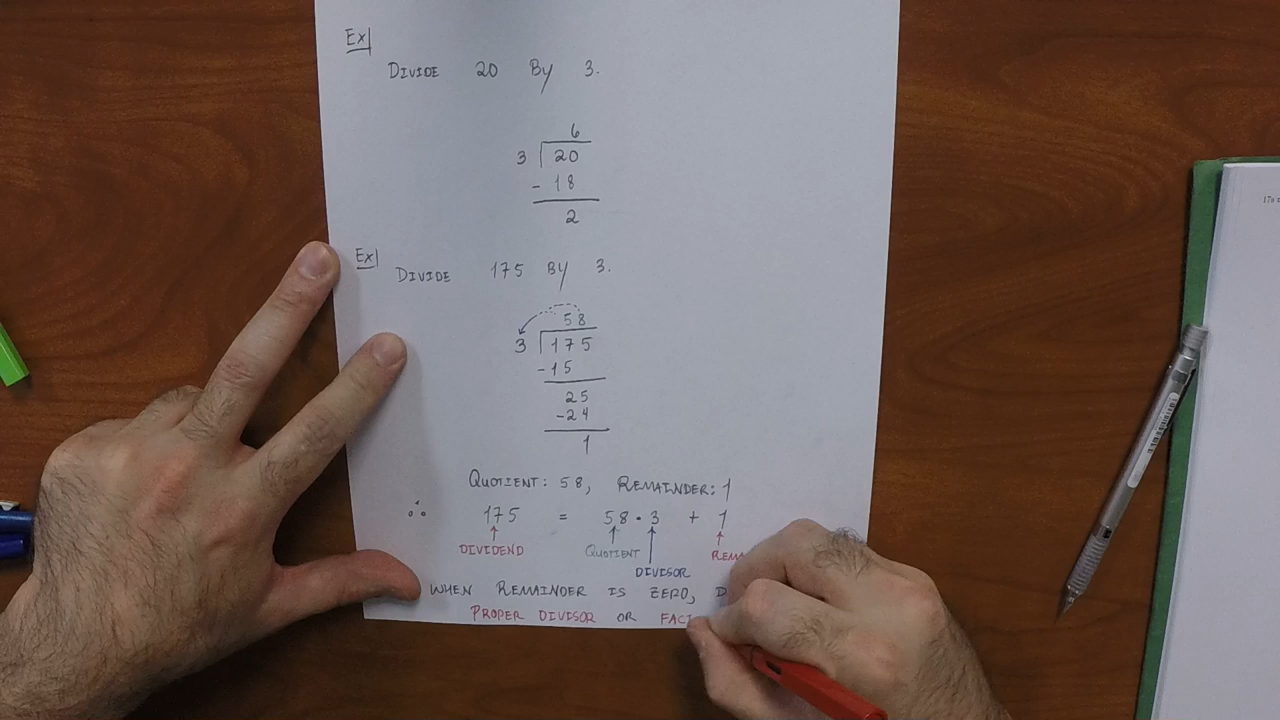 Ex
DIVIDE 20 BY 3.
6
3 20
- 18
2
Ex
DIVIDE 175 BY 3.
58
3 175
-15
25
-24
1
QUOTIENT: 58, REMAINDER: 1
∴ 175 = 58 · 3 + 1
DIVIDEND QUOTIENT REMA
DIVISOR
WHEN REMAINDER IS ZERO, D
PROPER DIVISOR OR FAC